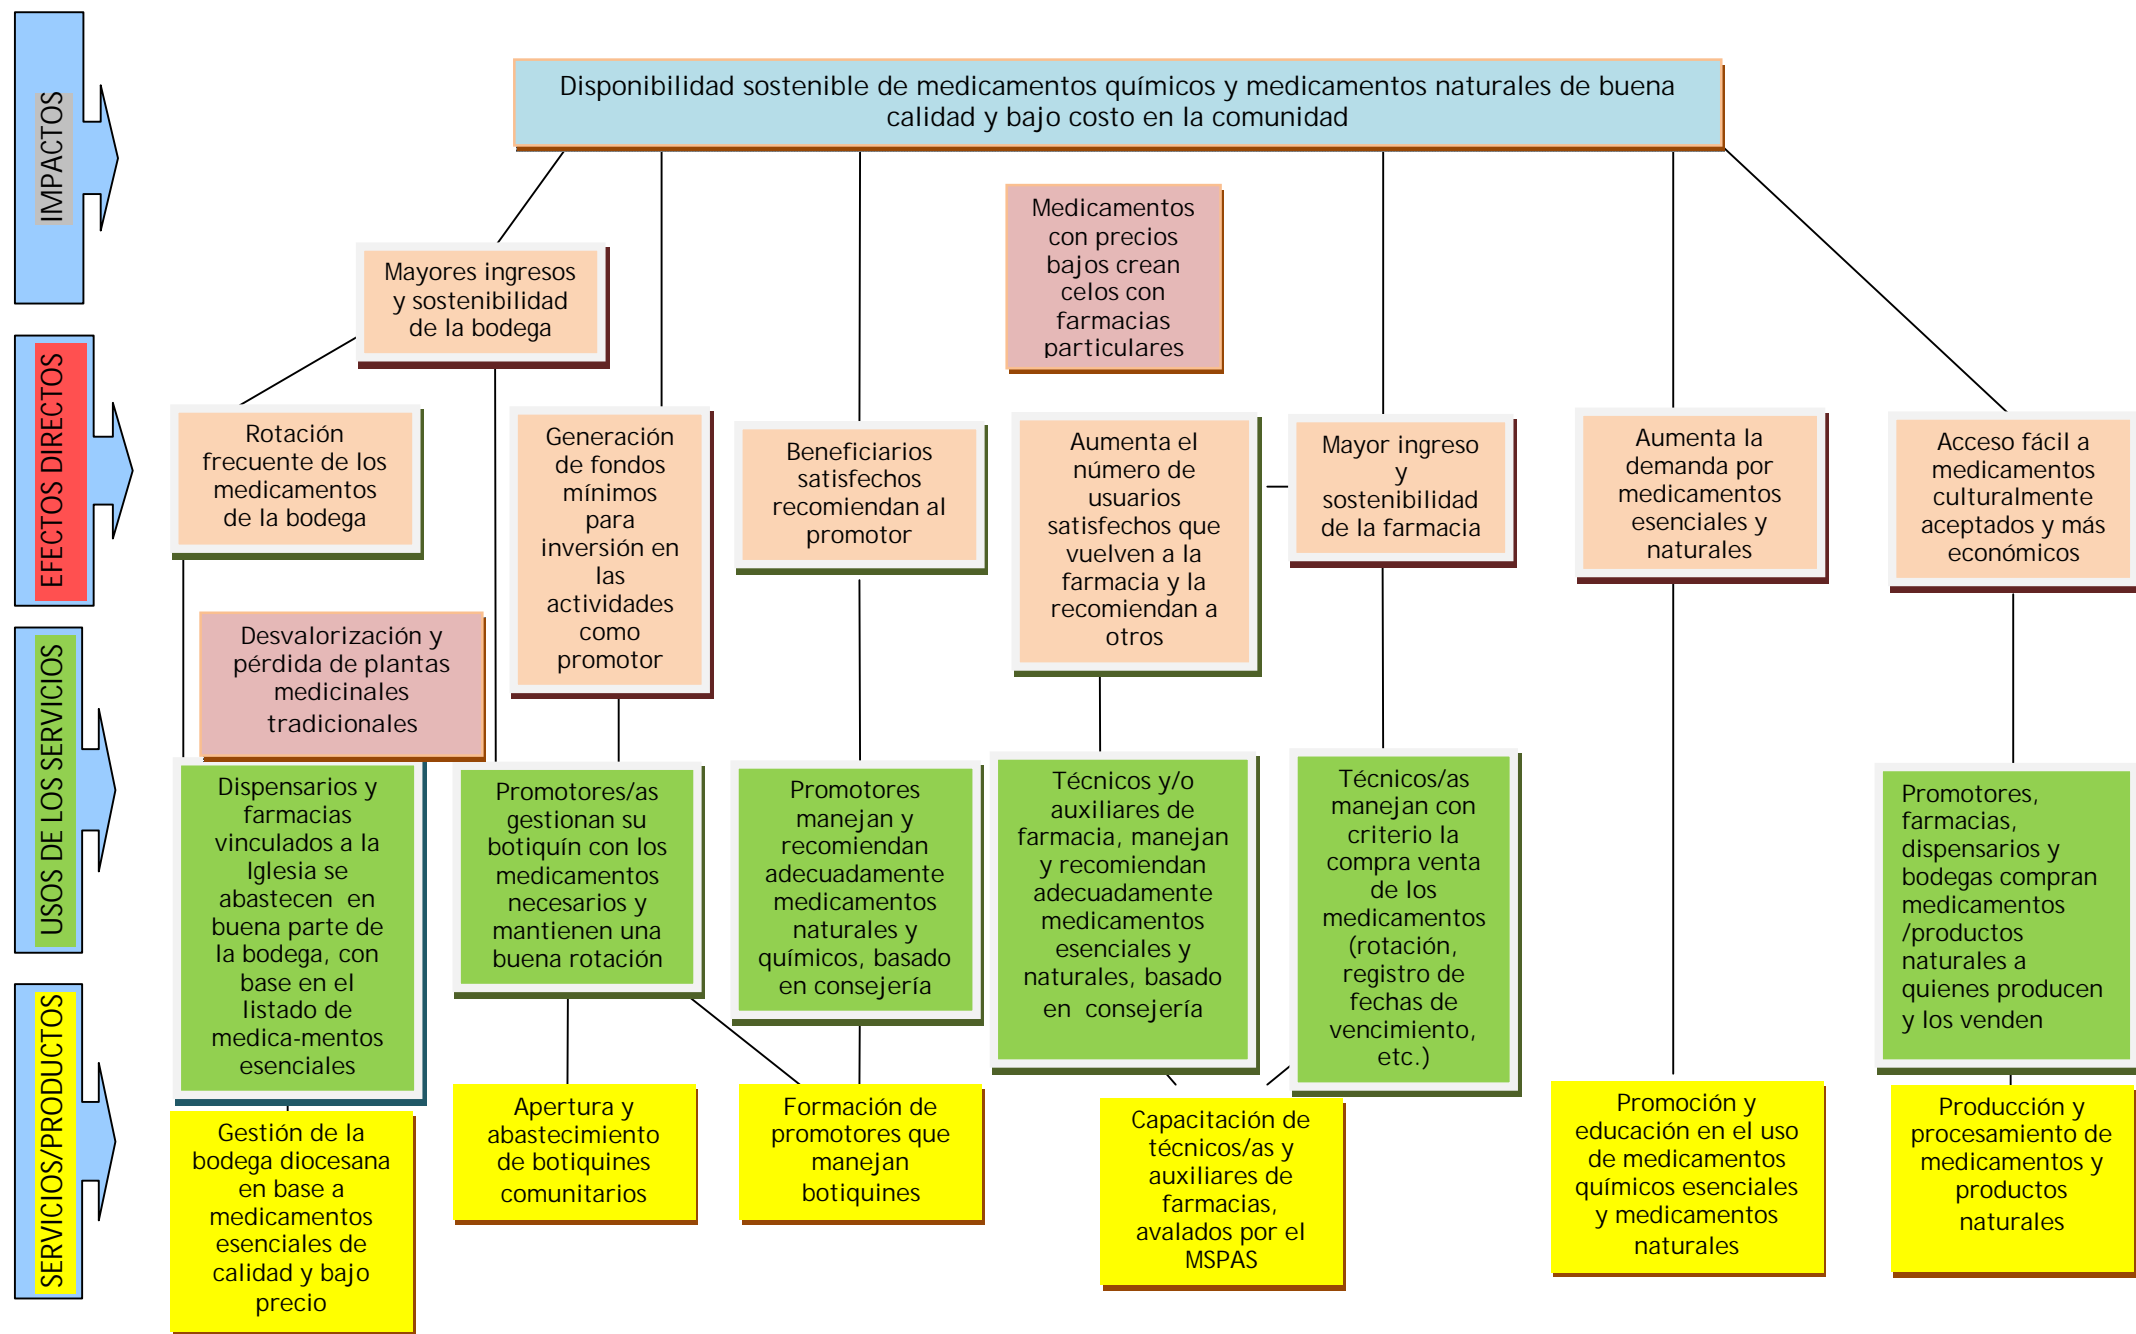 IMPACTOS
Disponibilidad sostenible de medicamentos químicos y medicamentos naturales de buena
calidad y bajo costo en la comunidad
Mayores ingresos
y sostenibilidad
de la bodega
Medicamentos
con precios
bajos crean
celos con
farmacias
particulares
EFECTOS DIRECTOS
Rotación
frecuente de los
medicamentos
de la bodega
Generación
de fondos
mínimos
para
inversión en
las
actividades
como
promotor
Beneficiarios
satisfechos
recomiendan al
promotor
Aumenta el
número de
usuarios
satisfechos que
vuelven a la
farmacia y la
recomiendan a
otros
Mayor ingreso
y
sostenibilidad
de la farmacia
Aumenta la
demanda por
medicamentos
esenciales y
naturales
Acceso fácil a
medicamentos
culturalmente
aceptados y más
económicos
Desvalorización y
pérdida de plantas
medicinales
tradicionales
USOS DE LOS SERVICIOS
Dispensarios y
farmacias
vinculados a la
Iglesia se
abastecen en
buena parte de
la bodega, con
base en el
listado de
medica-mentos
esenciales
Promotores/as
gestionan su
botiquín con los
medicamentos
necesarios y
mantienen una
buena rotación
Promotores
manejan y
recomiendan
adecuadamente
medicamentos
naturales y
químicos, basado
en consejería
Técnicos y/o
auxiliares de
farmacia, manejan
y recomiendan
adecuadamente
medicamentos
esenciales y
naturales, basado
en consejería
Técnicos/as
manejan con
criterio la
compra venta
de los
medicamentos
(rotación,
registro de
fechas de
vencimiento,
etc.)
Promotores,
farmacias,
dispensarios y
bodegas compran
medicamentos
/productos
naturales a
quienes producen
y los venden
SERVICIOS/PRODUCTOS
Gestión de la
bodega diocesana
en base a
medicamentos
esenciales de
calidad y bajo
precio
Apertura y
abastecimiento
de botiquines
comunitarios
Formación de
promotores que
manejan
botiquines
Capacitación de
técnicos/as y
auxiliares de
farmacias,
avalados por el
MSPAS
Promoción y
educación en el uso
de medicamentos
químicos esenciales
y medicamentos
naturales
Producción y
procesamiento de
medicamentos y
productos
naturales